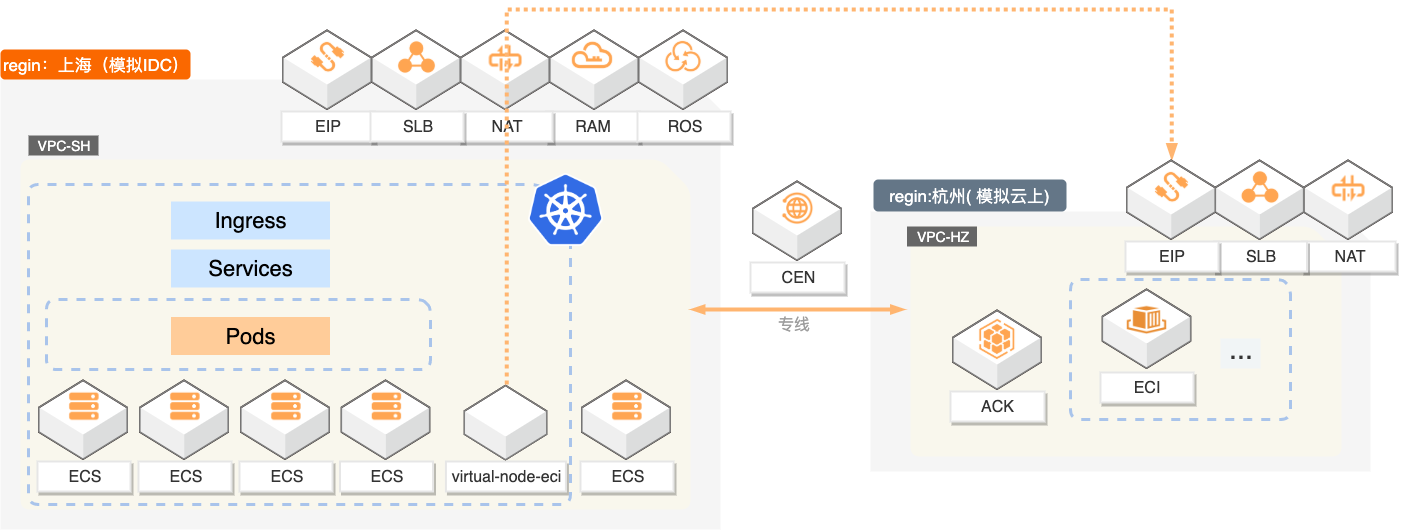 regin：上海（模拟IDC）
EIP
SLB
NAT
RAM
ROS
VPC-SH
Ingress
Services
Pods
ECS
ECS
ECS
ECS
virtual-node-eci
ECS
CEN
专线
regin:杭州( 模拟云上)
VPC-HZ
EIP
SLB
NAT
ACK
ECI
...